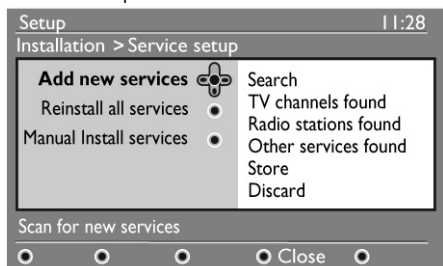 Setup 11:28
Installation > Service setup
Add new services
Reinstall all services
Manual Install services
Search
TV channels found
Radio stations found
Other services found
Store
Discard
Scan for new services
Close